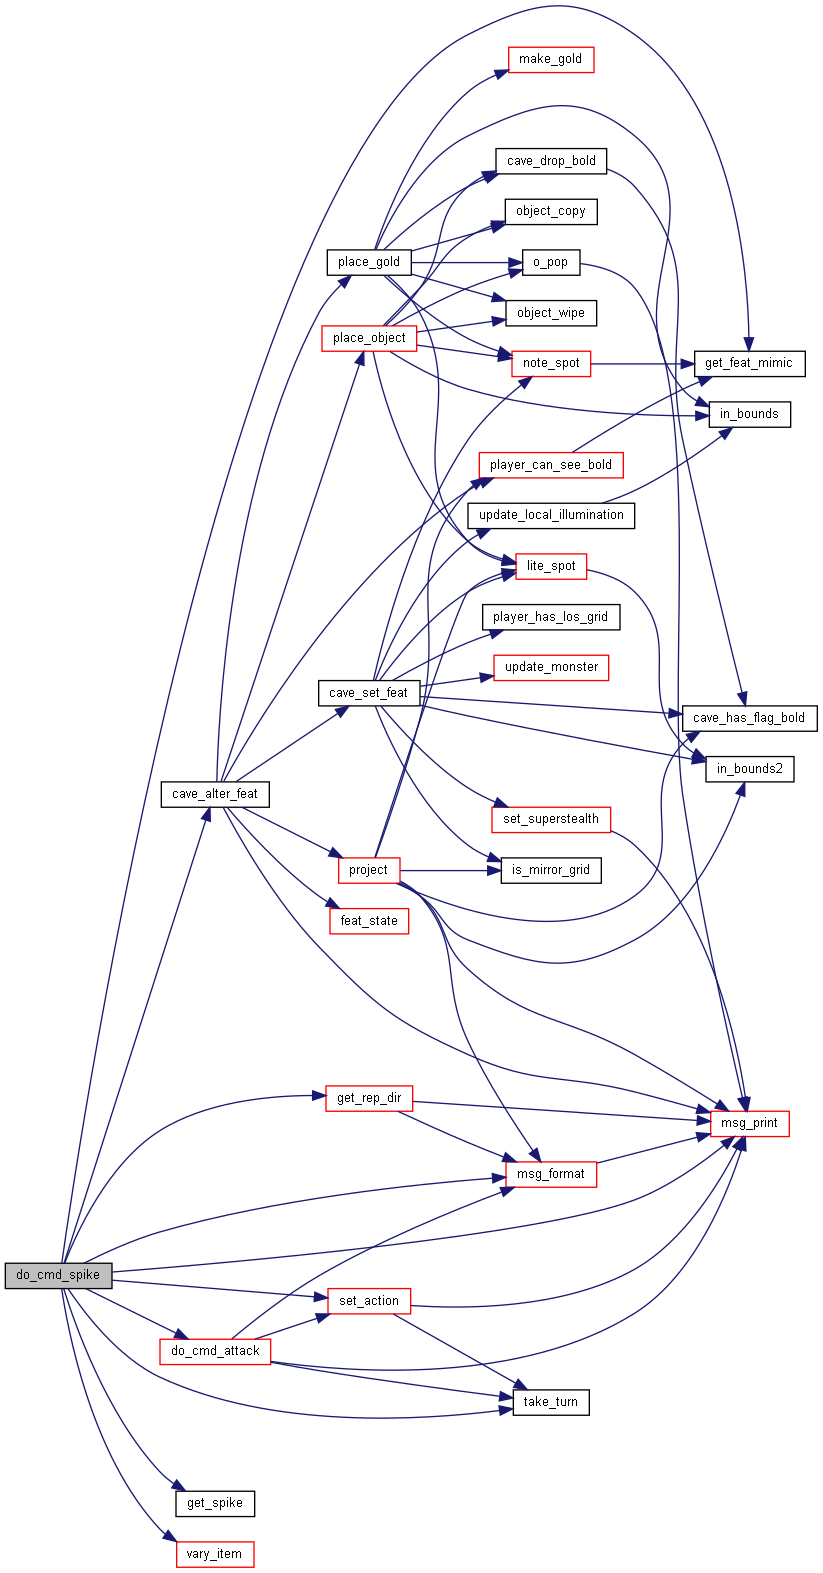 make_gold
cave_drop_bold
object_copy
place_gold
o_pop
object_wipe
place_object
note_spot
get_feat_mimic
in_bounds
player_can_see_bold
update_local_illumination
lite_spot
player_has_los_grid
update_monster
cave_set_feat
cave_has_flag_bold
in_bounds2
cave_alter_feat
set_superstealth
project
is_mirror_grid
feat_state
get_rep_dir
msg_print
msg_format
do_cmd_spike
set_action
do_cmd_attack
take_turn
get_spike
vary_item